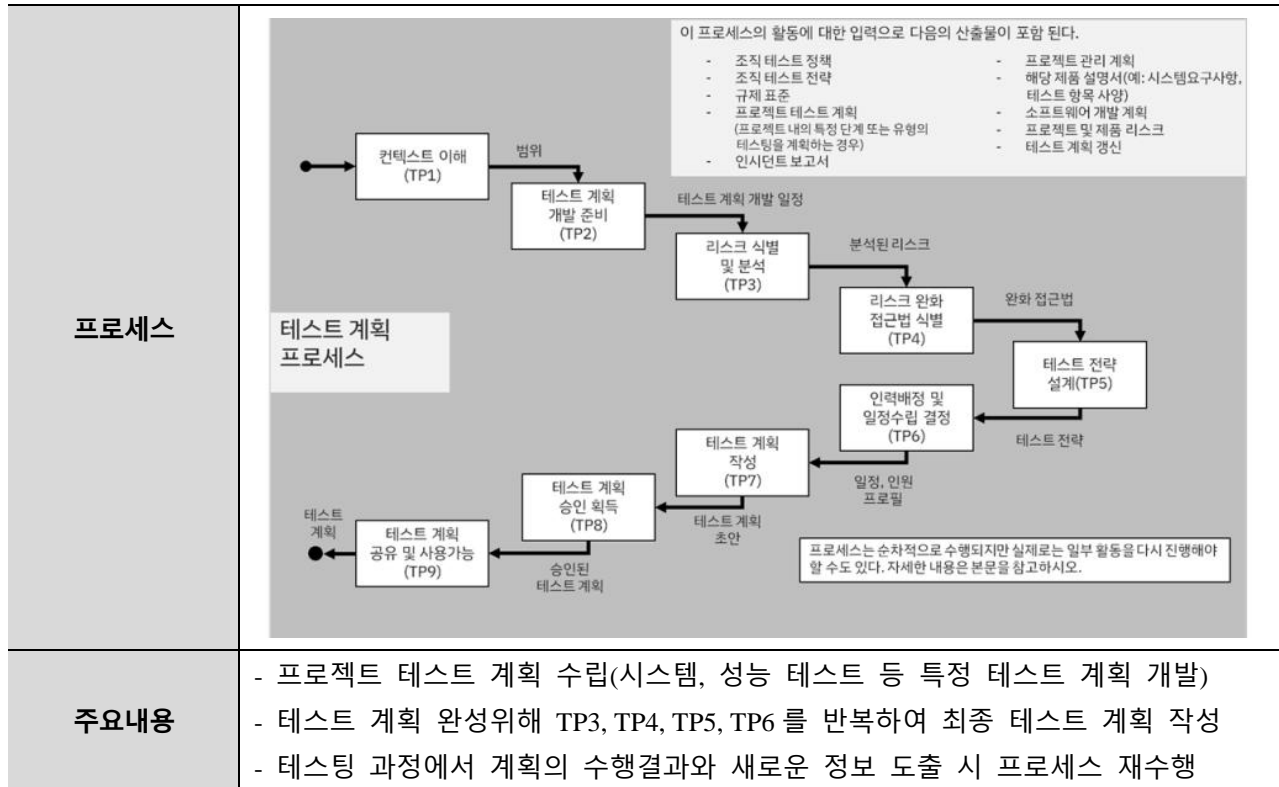 프로세스
이 프로세스의 활동에 대한 입력으로 다음의 산출물이 포함 된다.
- 조직 테스트 정책
- 조직 테스트 전략
- 규제 표준
- 프로젝트 테스트 계획
(프로젝트 내의 특정 단계 또는 유형의
테스팅을 계획하는 경우)
- 인시던트 보고서
- 프로젝트 관리 계획
- 해당 제품 설명서(예: 시스템요구사항,
테스트 항목 사양)
- 소프트웨어 개발 계획
- 프로젝트 및 제품 리스크
- 테스트 계획 갱신
컨텍스트 이해
(TP1)
범위
테스트 계획
개발 준비
(TP2)
테스트 계획 개발 일정
리스크 식별
및 분석
(TP3)
분석된 리스크
리스크 완화
접근법 식별
(TP4)
완화 접근법
테스트 계획
프로세스
테스트 전략
설계(TP5)
테스트 전략
인력배정 및
일정수립 결정
(TP6)
일정, 인원
프로필
테스트 계획
작성
(TP7)
테스트 계획
초안
테스트 계획
승인 획득
(TP8)
승인된
테스트 계획
테스트 계획
공유 및 사용가능
(TP9)
테스트
계획
프로세스는 순차적으로 수행되지만 실제로는 일부 활동을 다시 진행해야
할 수도 있다. 자세한 내용은 본문을 참고하시오.
주요내용
- 프로젝트 테스트 계획 수립(시스템, 성능 테스트 등 특정 테스트 계획 개발)
- 테스트 계획 완성위해 TP3, TP4, TP5, TP6 를 반복하여 최종 테스트 계획 작성
- 테스팅 과정에서 계획의 수행결과와 새로운 정보 도출 시 프로세스 재수행